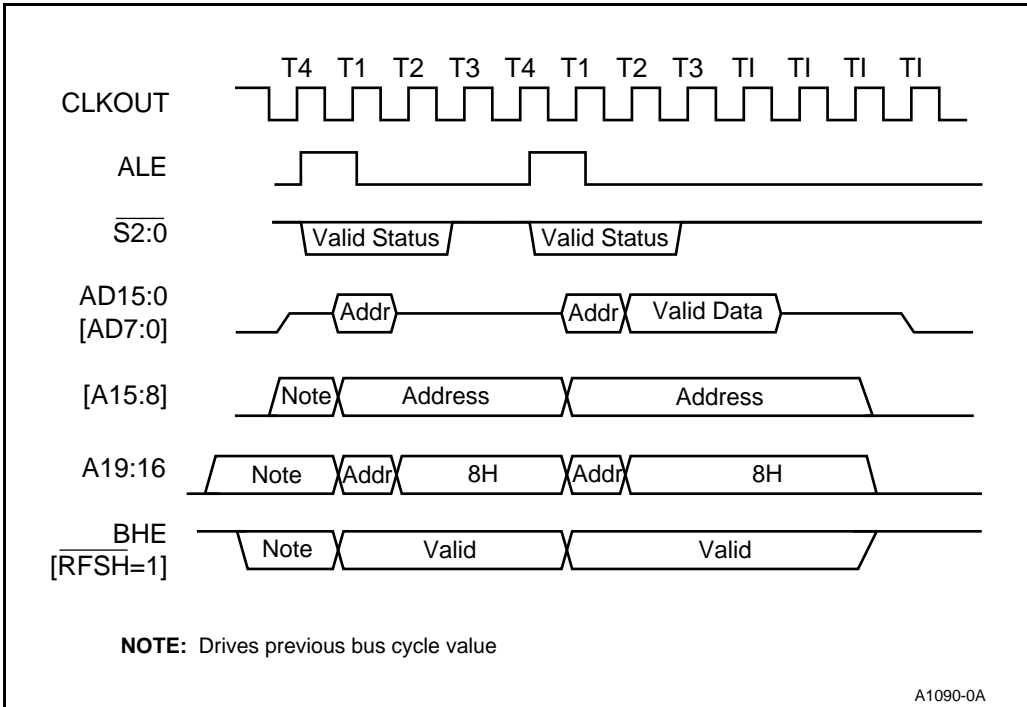 T4 T1 T2 T3 T4 T1 T2 T3 TI TI TI TI
CLKOUT
ALE
S2:0
Valid Status Valid Status
AD15:0
[AD7:0]
Addr Addr Valid Data
[A15:8]
Note Address Address
A19:16
Note Addr 8H Addr 8H
BHE
[RFSH=1]
Note Valid Valid
NOTE: Drives previous bus cycle value
A1090-0A